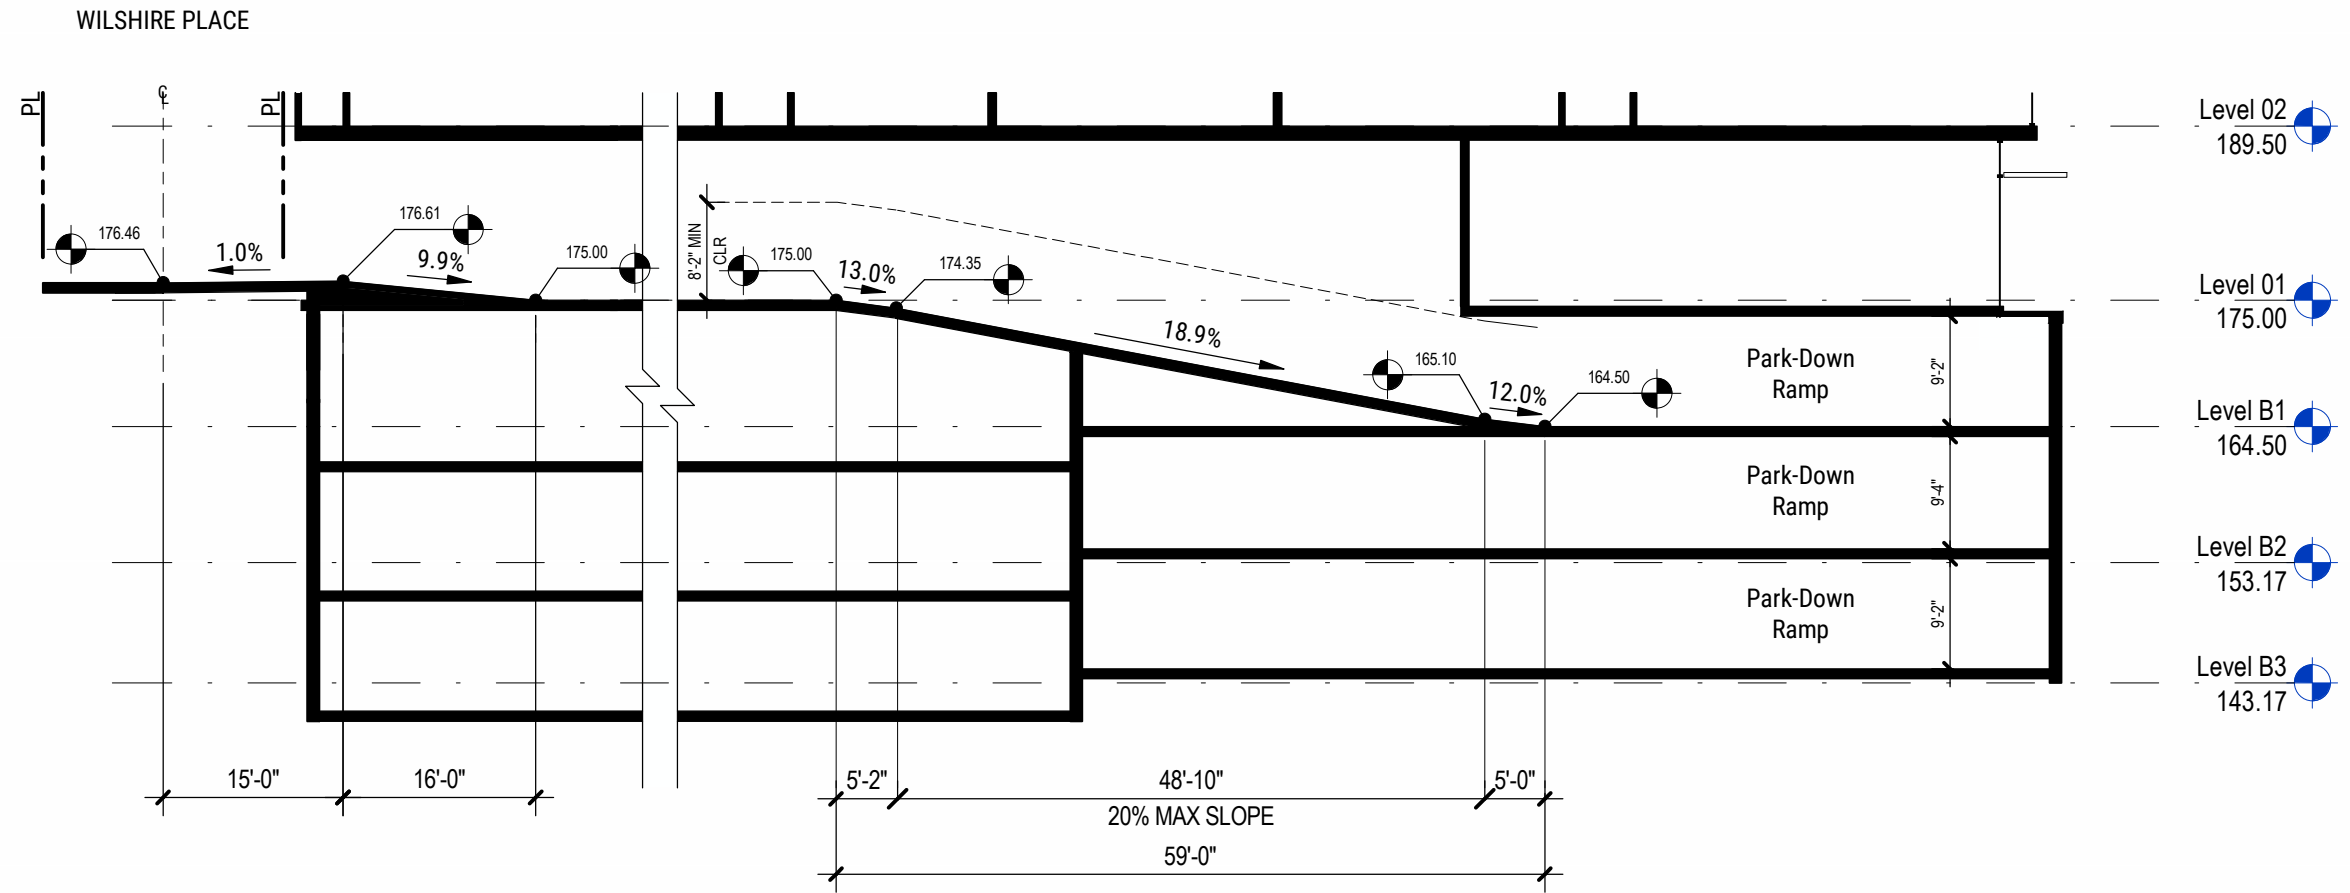 WILSHIRE PLACE
PL
℄
PL
Level 02
189.50
176.46
1.0%
176.61
9.9%
175.00
8'-2" MIN
CLR
175.00
13.0%
174.35
18.9%
165.10
12.0%
164.50
Level 01
175.00
Park-Down
Ramp
9'-2"
Level B1
164.50
Park-Down
Ramp
9'-4"
Level B2
153.17
Park-Down
Ramp
9'-2"
Level B3
143.17
15'-0"
16'-0"
5'-2"
48'-10"
5'-0"
20% MAX SLOPE
59'-0"